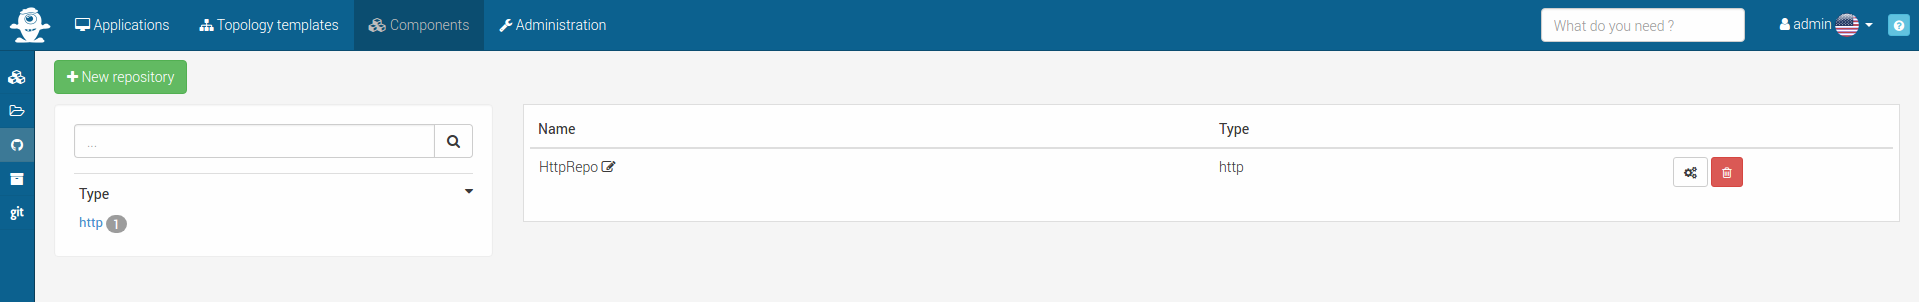 Applications Topology templates Components Administration What do you need ? admin
New repository
...
Type
http 1
git
Name Type
HttpRepo http